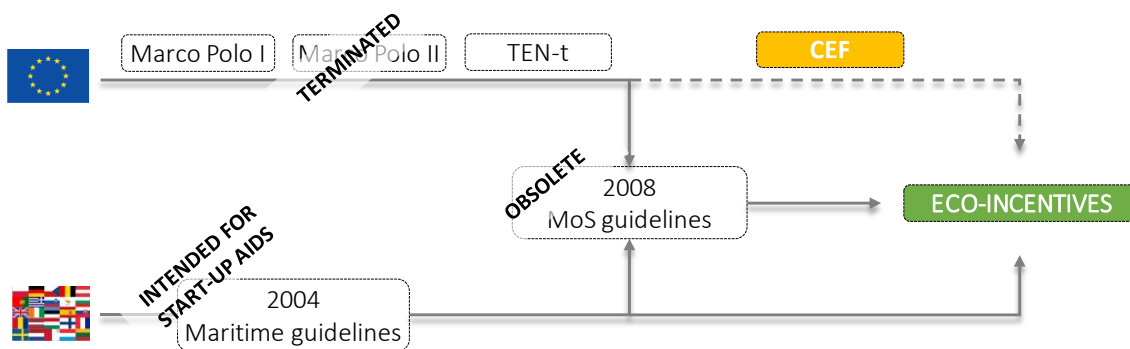 Marco Polo I
Marco Polo II
TEN-t
CEF
TERMINATED
OBSOLETE
2008
MoS guidelines
ECO-INCENTIVES
INTENDED FOR
START-UP AIDS
2004
Maritime guidelines